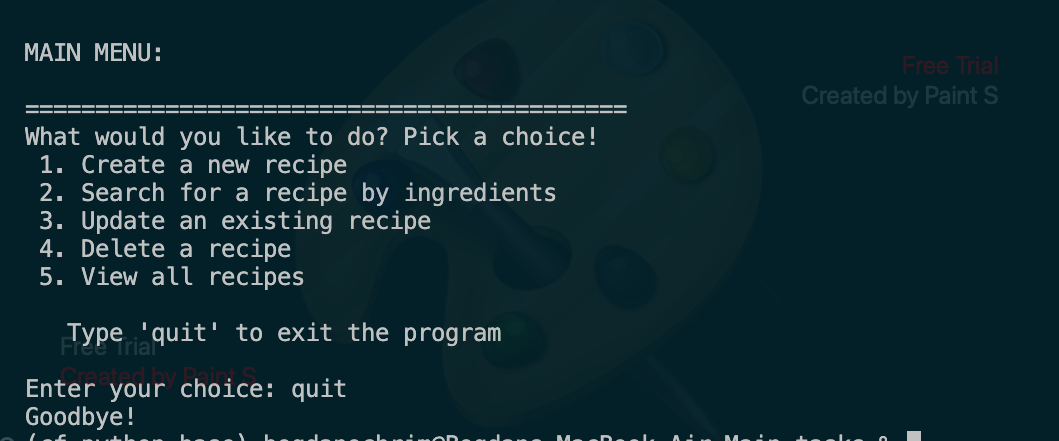 MAIN MENU:
Free Trial
Created by Paint S
===========================================
What would you like to do? Pick a choice!
1. Create a new recipe
2. Search for a recipe by ingredients
3. Update an existing recipe
4. Delete a recipe
5. View all recipes
Type 'quit' to exit the program
Free Trial
Created by Paint S
Enter your choice: quit
Goodbye!